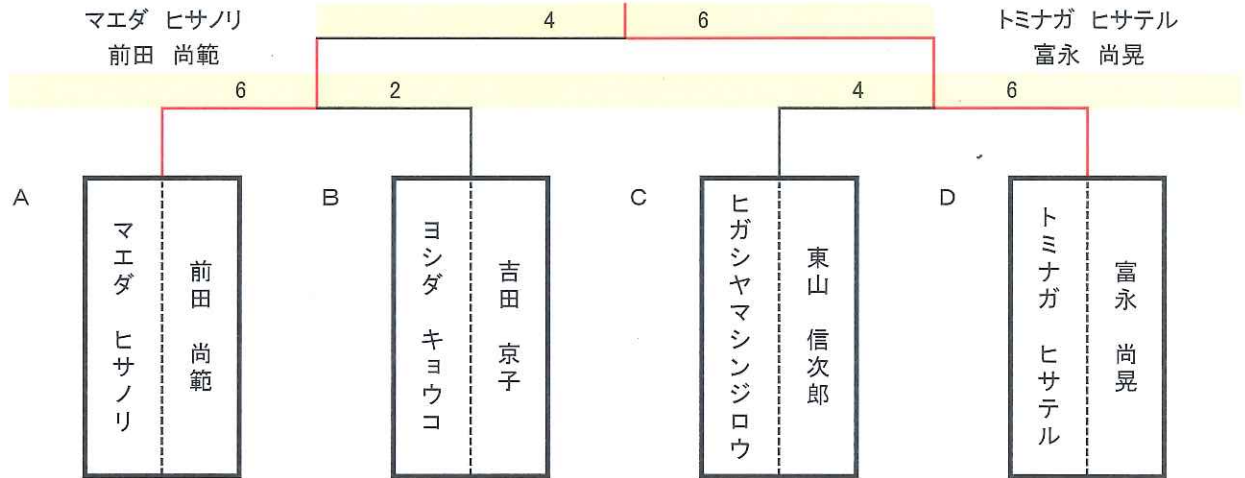 マエダ ヒサノリ
前田 尚範
4 6
トミナガ ヒサテル
富永 尚晃
6 2
4 6
A
マエダ ヒサノリ
前田 尚範
B
ヨシダ キョウコ
吉田 京子
C
ヒガシヤマシンジロウ
東山 信次郎
D
トミナガ ヒサテル
富永 尚晃